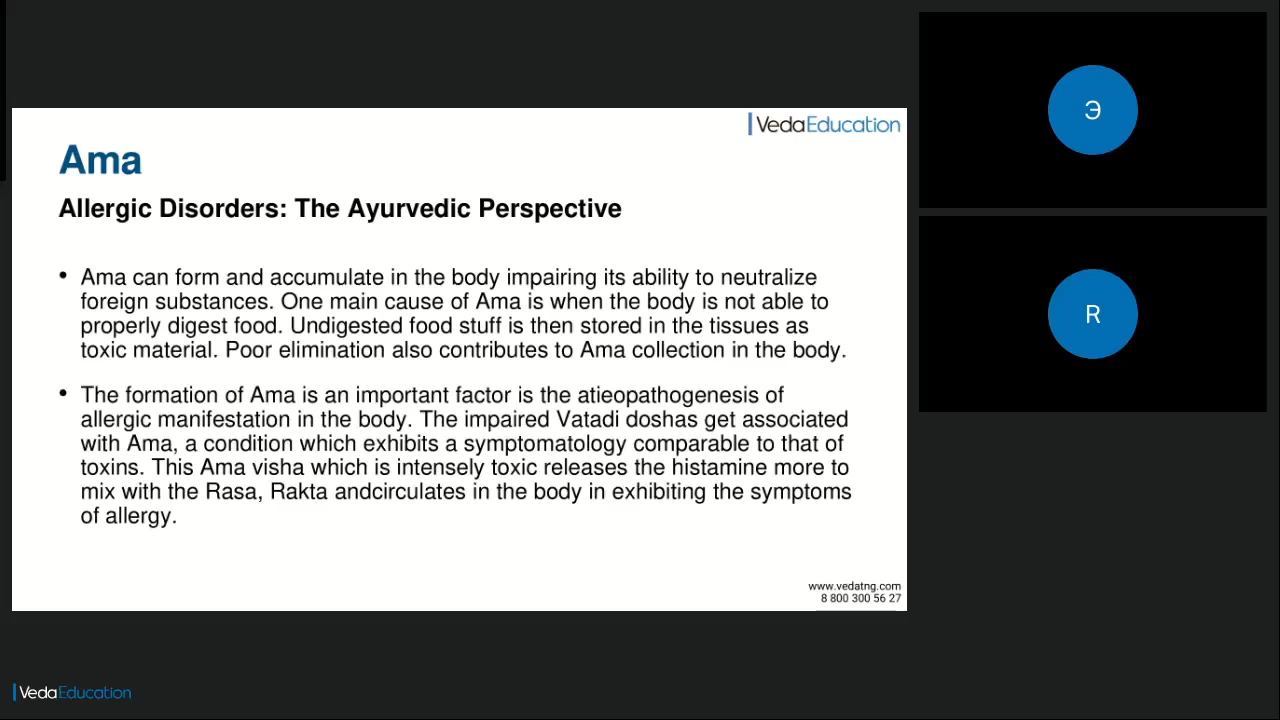 VedaEducation
Ama
Allergic Disorders: The Ayurvedic Perspective
• Ama can form and accumulate in the body impairing its ability to neutralize
foreign substances. One main cause of Ama is when the body is not able to
properly digest food. Undigested food stuff is then stored in the tissues as
toxic material. Poor elimination also contributes to Ama collection in the body.
• The formation of Ama is an important factor is the atieopathogenesis of
allergic manifestation in the body. The impaired Vatadi doshas get associated
with Ama, a condition which exhibits a symptomatology comparable to that of
toxins. This Ama visha which is intensely toxic releases the histamine more to
mix with the Rasa, Rakta andcirculates in the body in exhibiting the symptoms
of allergy.
www.vedatng.com
8 800 300 56 27
Э
R
VedaEducation